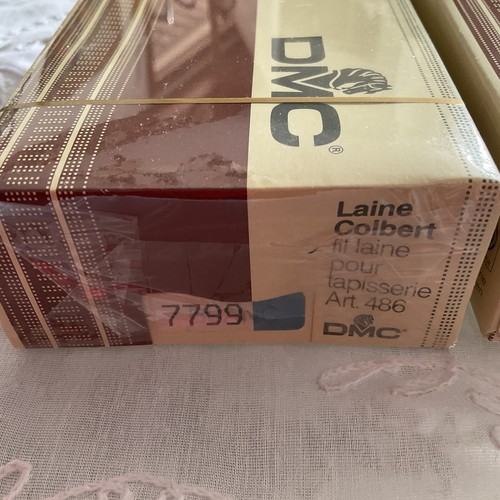 DMC®
Laine
Colbert
fil laine
pour
tapisserie
Art. 486
7799
DMC